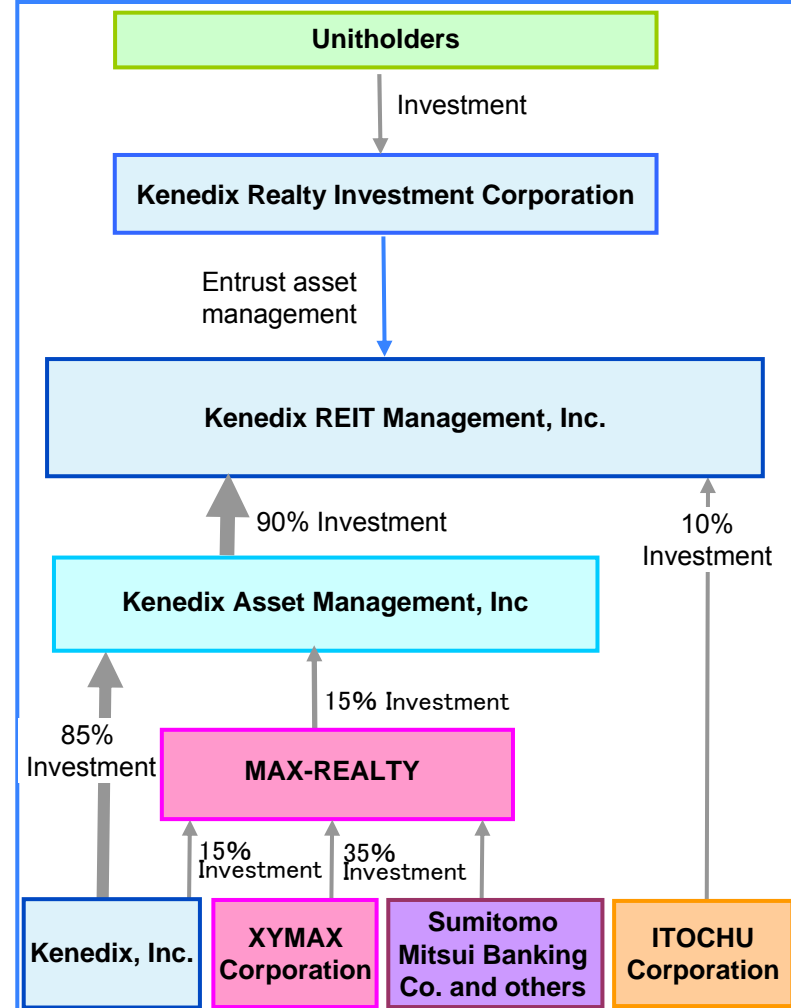 Unitholders
Investment
Kenedix Realty Investment Corporation
Entrust asset
management
Kenedix REIT Management, Inc.
90% Investment
10%
Investment
Kenedix Asset Management, Inc
15% Investment
85%
Investment
MAX-REALTY
15%
Investment
35%
Investment
Kenedix, Inc.
XYMAX
Corporation
Sumitomo
Mitsui Banking
Co. and others
ITOCHU
Corporation